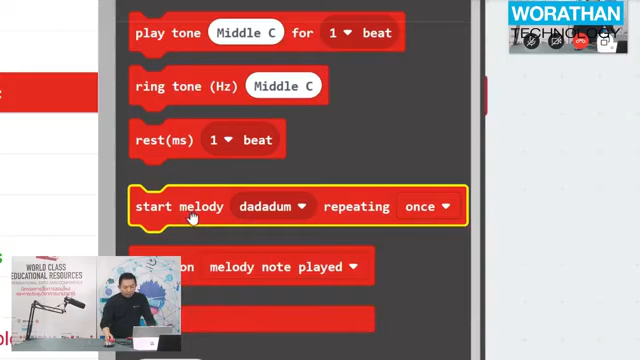 WORATHAN
TECHNOLOGY
play tone Middle C for 1 beat
ring tone (Hz) Middle C
rest(ms) 1 beat
start melody dadadum repeating once
on melody note played
WORLD CLASS
EDUCATIONAL RESOURCES